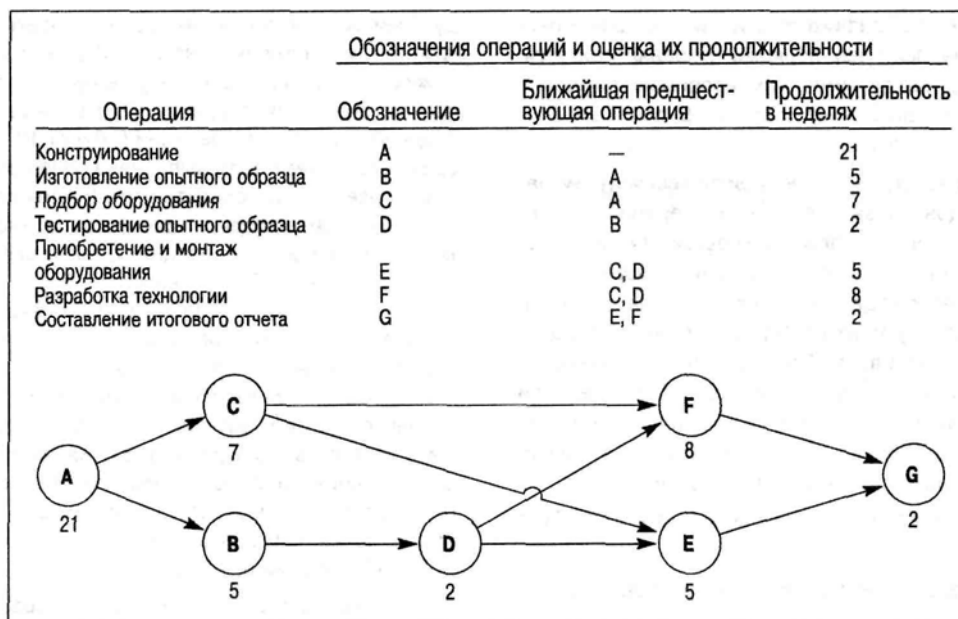 Обозначения операций и оценка их продолжительности
Операция Обозначение Ближайшая предшест-вующая операция Продолжительность в неделях
Конструирование A — 21
Изготовление опытного образца B A 5
Подбор оборудования C A 7
Тестирование опытного образца D B 2
Приобретение и монтаж
оборудования E C, D 5
Разработка технологии F C, D 8
Составление итогового отчета G E, F 2
C
7
F
8
A
21
G
2
B
5
D
2
E
5